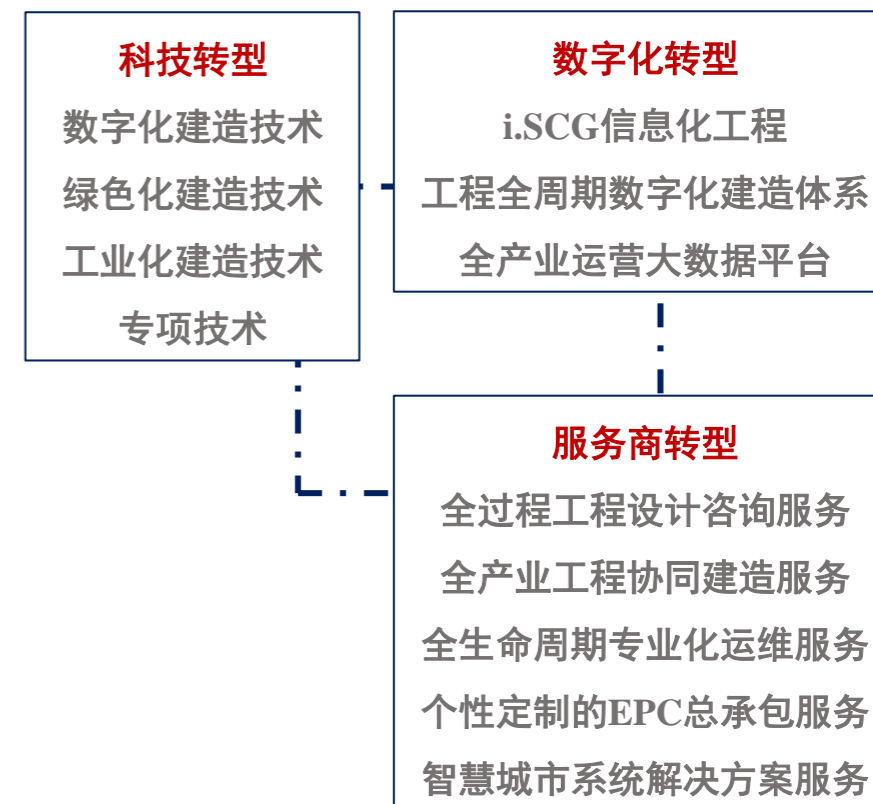 科技转型
数字化建造技术
绿色化建造技术
工业化建造技术
专项技术
数字化转型
i.SCG信息化工程
工程全周期数字化建造体系
全产业运营大数据平台
服务商转型
全过程工程设计咨询服务
全产业工程协同建造服务
全生命周期专业化运维服务
个性定制的EPC总承包服务
智慧城市系统解决方案服务